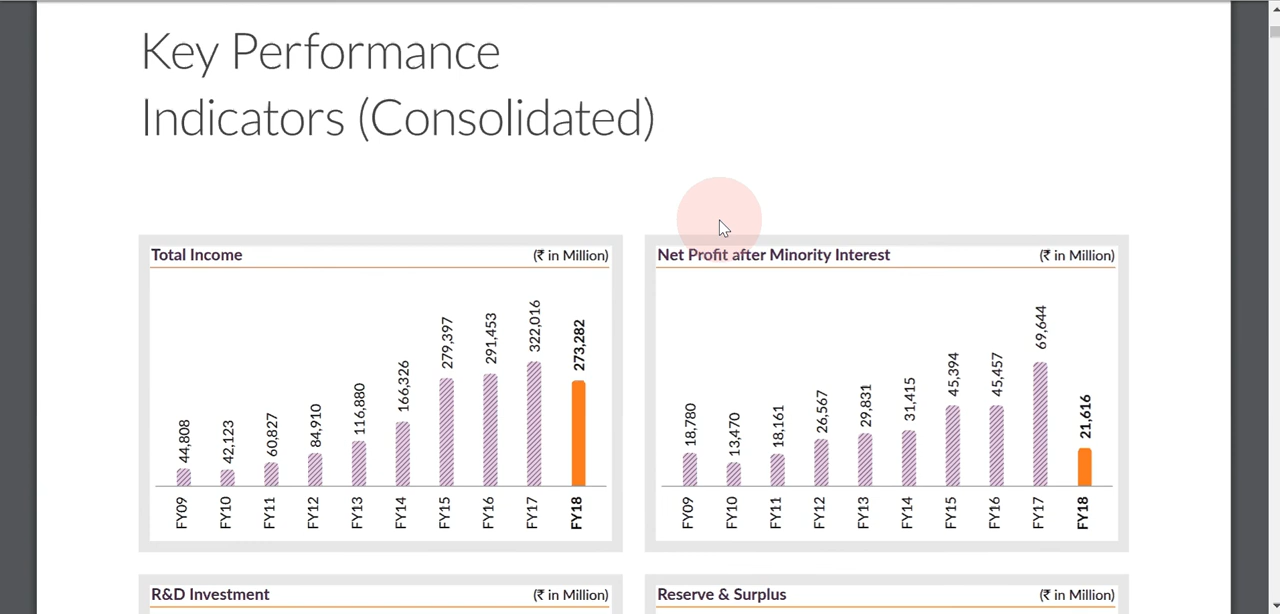 Key Performance
Indicators (Consolidated)
Total Income (₹ in Million)
44,808 42,123 60,827 84,910 116,880 166,326 279,397 291,453 322,016 273,282
FY09 FY10 FY11 FY12 FY13 FY14 FY15 FY16 FY17 FY18
Net Profit after Minority Interest (₹ in Million)
18,780 13,470 18,161 26,567 29,831 31,415 45,394 45,457 69,644 21,616
FY09 FY10 FY11 FY12 FY13 FY14 FY15 FY16 FY17 FY18
R&D Investment (₹ in Million)
Reserve & Surplus (₹ in Million)